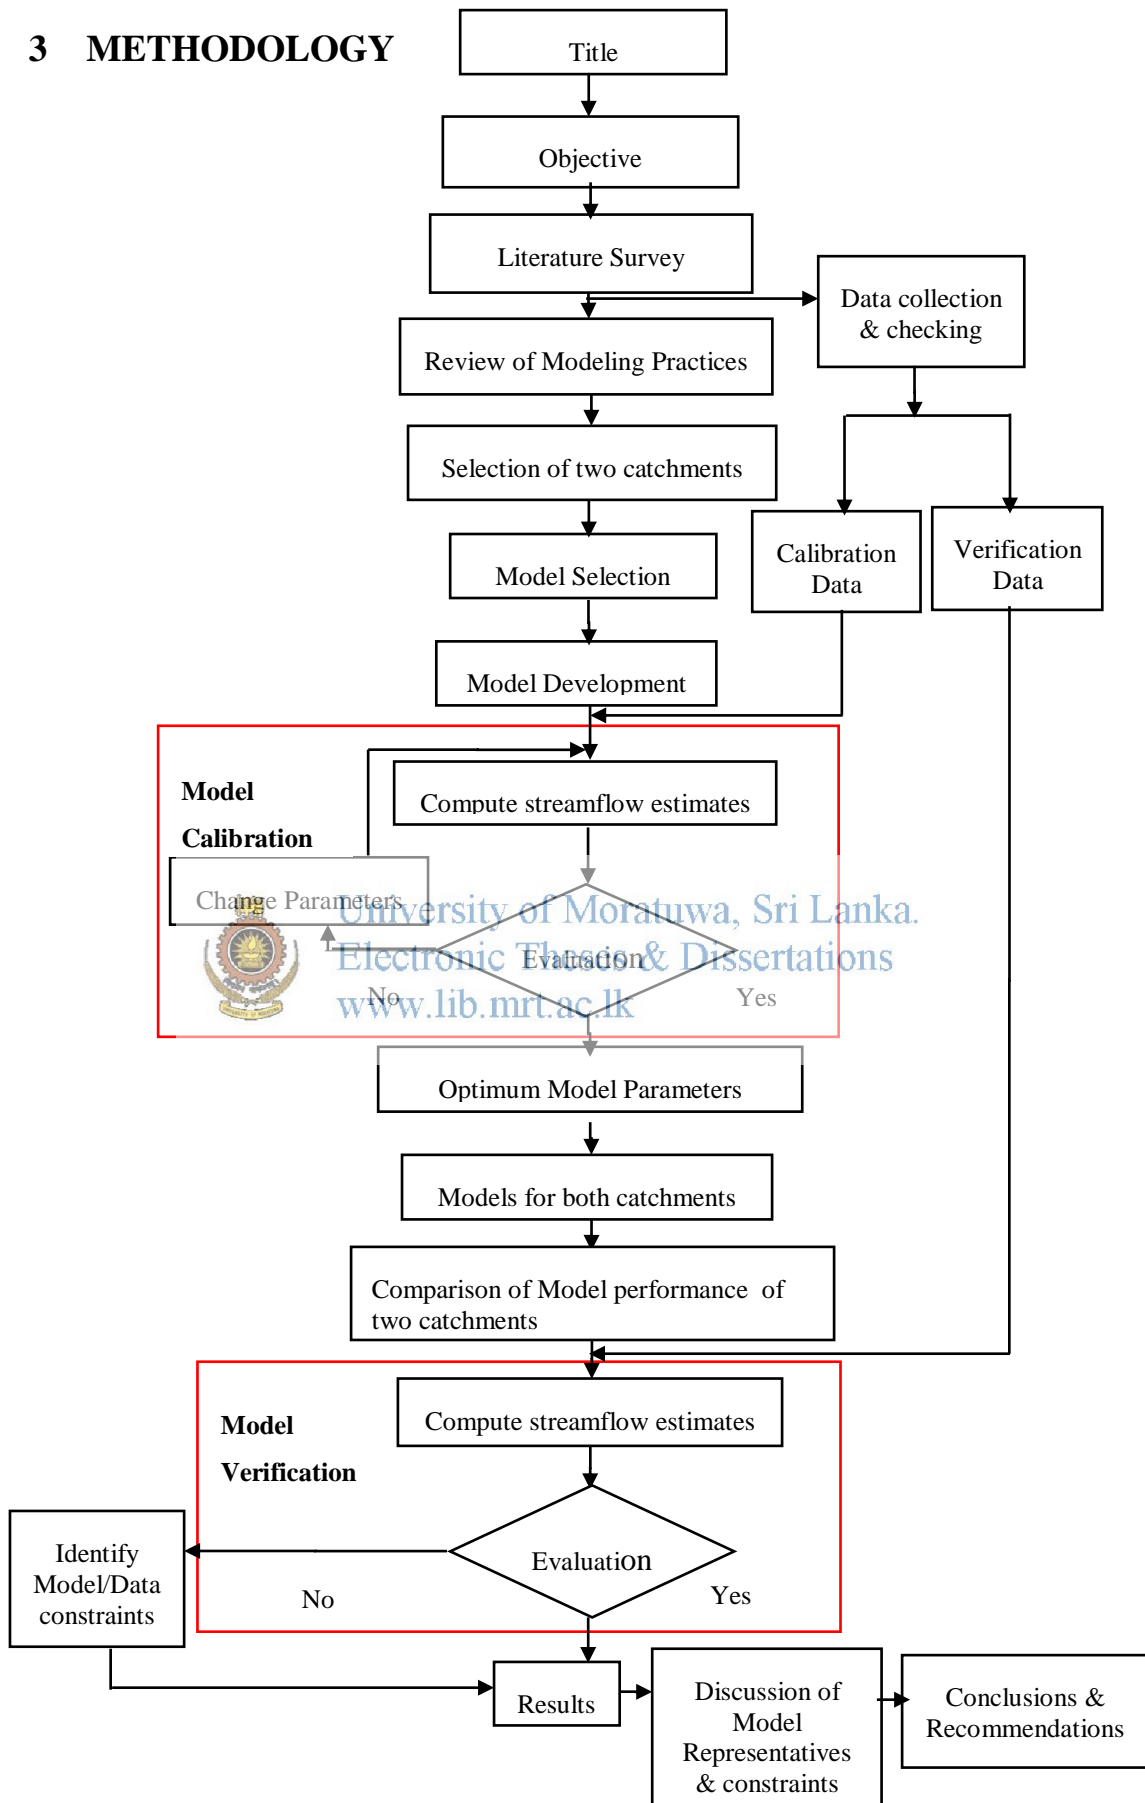 3 METHODOLOGY
Title
Objective
Literature Survey
Data collection
& checking
Review of Modeling Practices
Selection of two catchments
Model Selection
Calibration
Data
Verification
Data
Model Development
Model
Calibration
Compute streamflow estimates
Change Parameters
University of Moratuwa, Sri Lanka.
Electronic Theses & Dissertations
www.lib.mrt.ac.lk
Evaluation
No
Yes
Optimum Model Parameters
Models for both catchments
Comparison of Model performance of
two catchments
Model
Verification
Compute streamflow estimates
Evaluation
No
Yes
Identify
Model/Data
constraints
Results
Discussion of
Model
Representatives
& constraints
Conclusions &
Recommendations